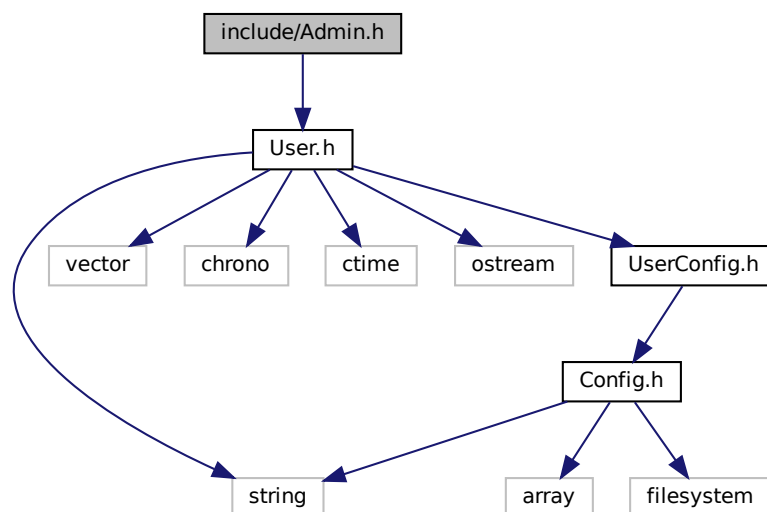 include/Admin.h
User.h
vector
chrono
ctime
ostream
UserConfig.h
Config.h
string
array
filesystem